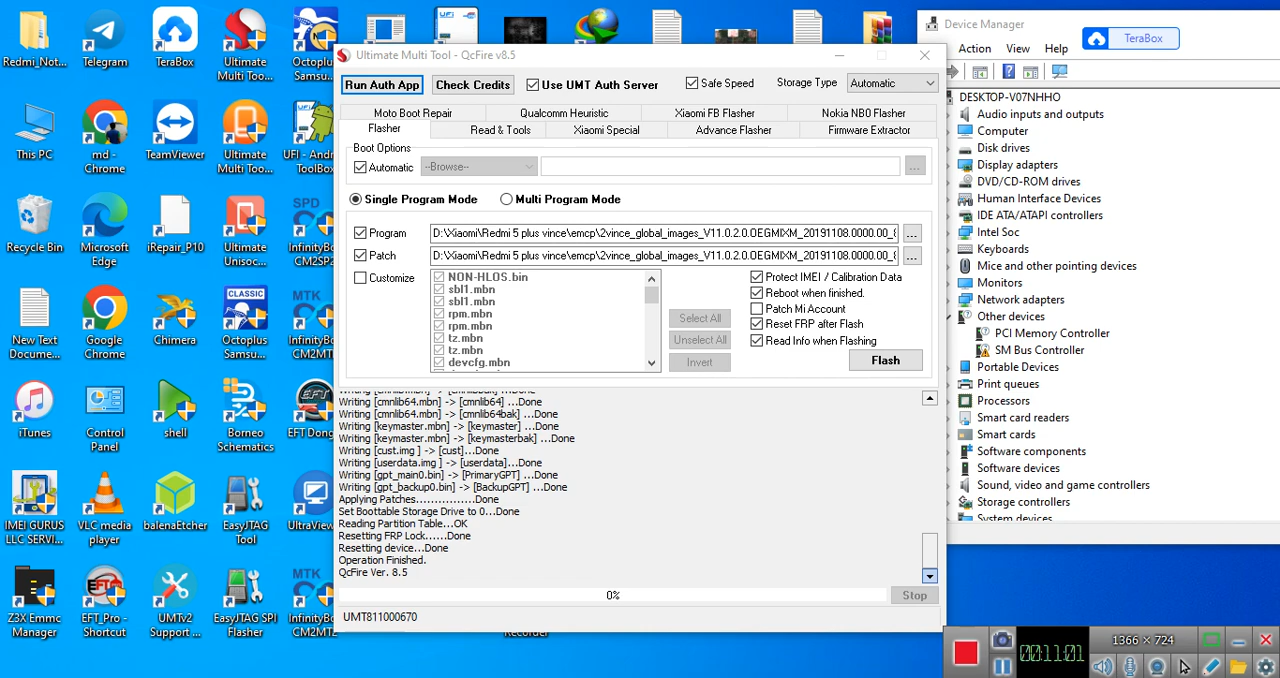 Redmi_Not...
Telegram
TeraBox
Ultimate
Multi Too...
Octoplus
Samsu...
This PC
md -
Chrome
TeamViewer
Ultimate
Multi Too...
UFI - Andr
ToolBox
Recycle Bin
Microsoft
Edge
iRepair_P10
Ultimate
Unisoc...
InfinityBo
CM2SP2
New Text
Docume...
Google
Chrome
Chimera
Octoplus
Samsu...
InfinityBo
CM2MT2
iTunes
Control
Panel
shell
Borneo
Schematics
EFT Dong
IMEI GURUS
LLC SERVI...
VLC media
player
balenaEtcher
EasyJTAG
Tool
UltraView
Z3X Emmc
Manager
EFT_Pro -
Shortcut
UMTv2
Support ...
EasyJTAG SPI
Flasher
InfinityBo
CM2MT2
Ultimate Multi Tool - QcFire v8.5
Run Auth App
Check Credits
Use UMT Auth Server
Safe Speed
Storage Type
Automatic
Moto Boot Repair
Qualcomm Heuristic
Xiaomi FB Flasher
Nokia NB0 Flasher
Flasher
Read & Tools
Xiaomi Special
Advance Flasher
Firmware Extractor
Boot Options
Automatic
--Browse--
...
Single Program Mode
Multi Program Mode
Program
D:\Xiaomi\Redmi 5 plus vince\emcp\2vince_global_images_V11.0.2.0.OEGMIXM_20191108.0000.00_8
...
Patch
D:\Xiaomi\Redmi 5 plus vince\emcp\2vince_global_images_V11.0.2.0.OEGMIXM_20191108.0000.00_8
...
Customize
NON-HLOS.bin
sbl1.mbn
sbl1.mbn
rpm.mbn
rpm.mbn
tz.mbn
tz.mbn
devcfg.mbn
Select All
Unselect All
Invert
Protect IMEI / Calibration Data
Reboot when finished.
Patch Mi Account
Reset FRP after Flash
Read Info when Flashing
Flash
Writing [cmnlib64.mbn] -> [cmnlib64] ...Done
Writing [cmnlib64.mbn] -> [cmnlib64bak] ...Done
Writing [keymaster.mbn] -> [keymaster] ...Done
Writing [keymaster.mbn] -> [keymasterbak] ...Done
Writing [cust.img ] -> [cust]...Done
Writing [userdata.img ] -> [userdata]...Done
Writing [gpt_main0.bin] -> [PrimaryGPT] ...Done
Writing [gpt_backup0.bin] -> [BackupGPT] ...Done
Applying Patches...............Done
Set Boottable Storage Drive to 0...Done
Reading Partition Table...OK
Resetting FRP Lock......Done
Resetting device...Done
Operation Finished.
QcFire Ver. 8.5
0%
Stop
UMT811000670
Device Manager
Action
View
Help
TeraBox
DESKTOP-V07NHHO
Audio inputs and outputs
Computer
Disk drives
Display adapters
DVD/CD-ROM drives
Human Interface Devices
IDE ATA/ATAPI controllers
Intel Soc
Keyboards
Mice and other pointing devices
Monitors
Network adapters
Other devices
PCI Memory Controller
SM Bus Controller
Portable Devices
Print queues
Processors
Smart card readers
Smart cards
Software components
Software devices
Sound, video and game controllers
Storage controllers
System devices
00:11:01
1366 × 724